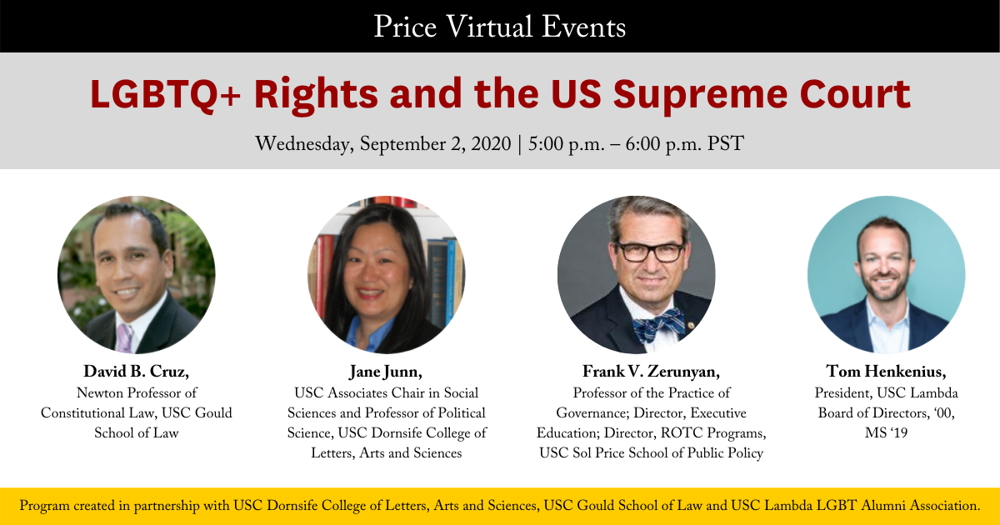 Price Virtual Events
LGBTQ+ Rights and the US Supreme Court
Wednesday, September 2, 2020 | 5:00 p.m. – 6:00 p.m. PST
David B. Cruz,
Newton Professor of
Constitutional Law, USC Gould
School of Law
Jane Junn,
USC Associates Chair in Social
Sciences and Professor of Political
Science, USC Dornsife College of
Letters, Arts and Sciences
Frank V. Zerunyan,
Professor of the Practice of
Governance; Director, Executive
Education; Director, ROTC Programs,
USC Sol Price School of Public Policy
Tom Henkenius,
President, USC Lambda
Board of Directors, ‘00,
MS ‘19
Program created in partnership with USC Dornsife College of Letters, Arts and Sciences, USC Gould School of Law and USC Lambda LGBT Alumni Association.